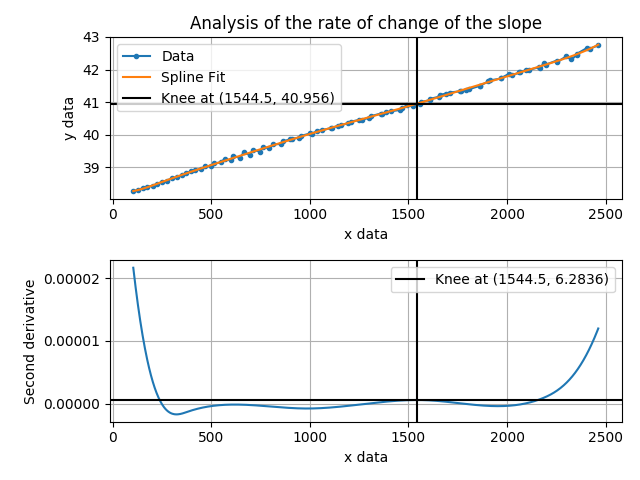 Analysis of the rate of change of the slope
43
42
41
40
39
y data
Data
Spline Fit
Knee at (1544.5, 40.956)
0 500 1000 1500 2000 2500
x data
0.00002
0.00001
0.00000
Second derivative
Knee at (1544.5, 6.2836)
0 500 1000 1500 2000 2500
x data